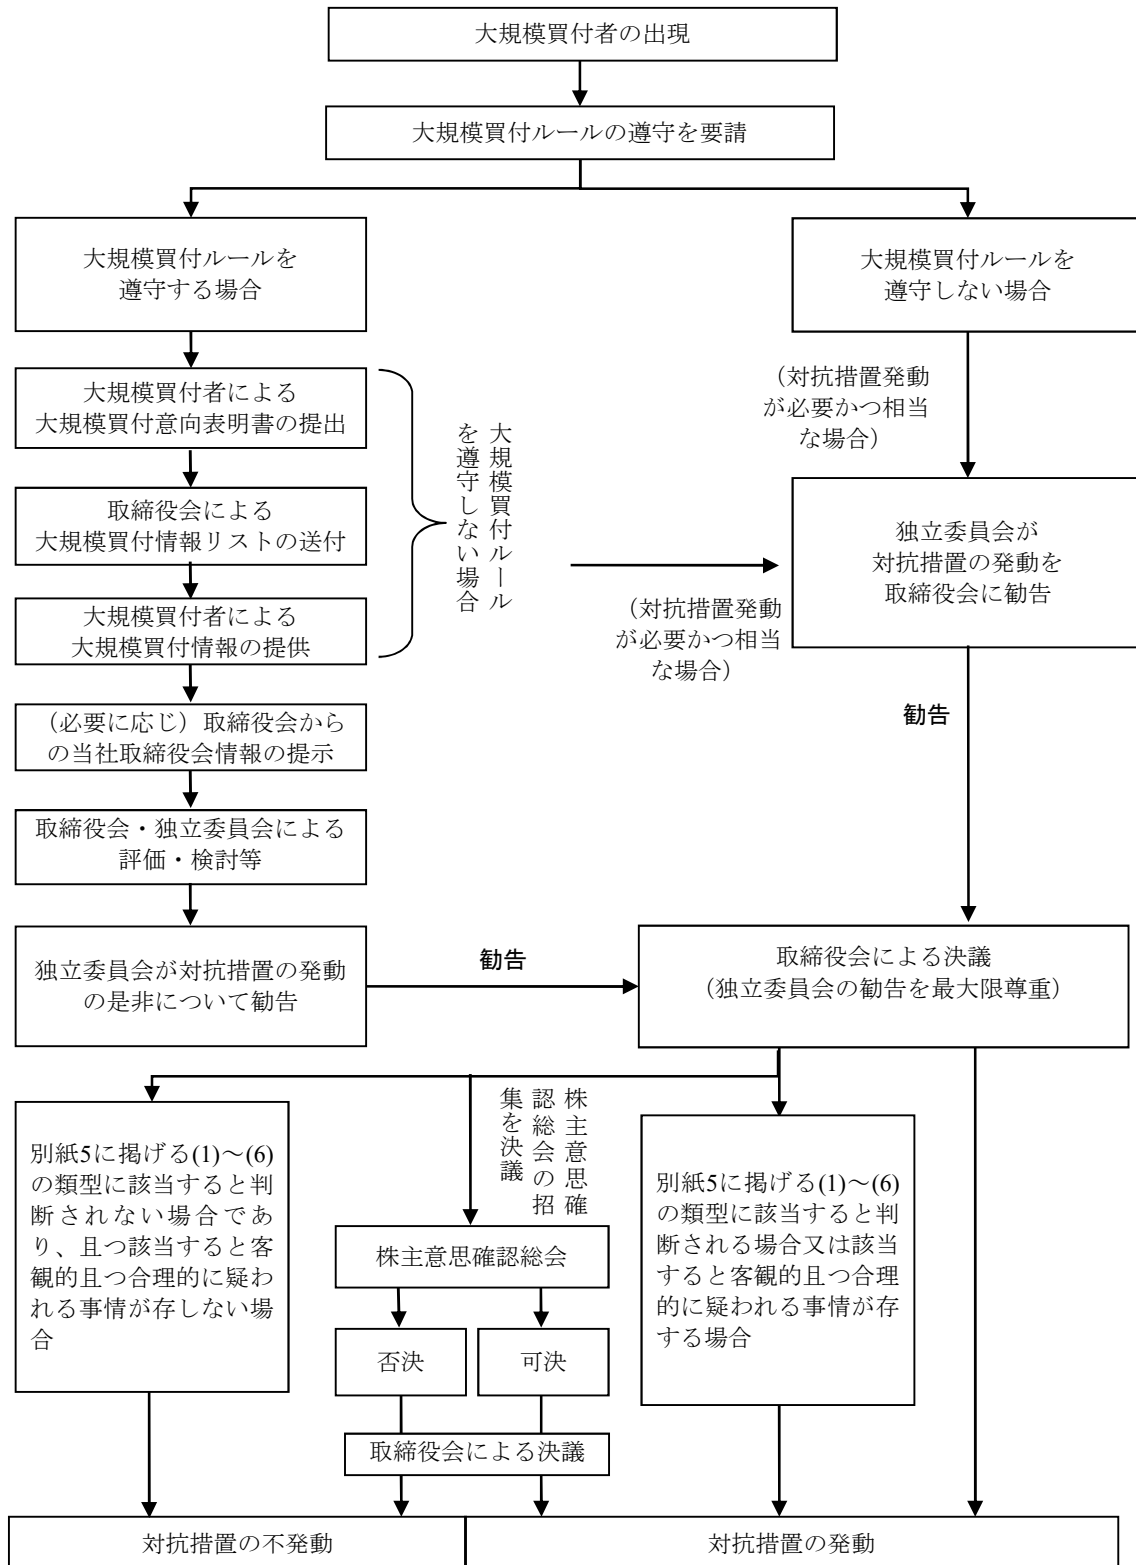 大規模買付者の出現
大規模買付ルールの遵守を要請
大規模買付ルールを
遵守する場合
大規模買付ルールを
遵守しない場合
大規模買付者による
大規模買付意向表明書の提出
取締役会による
大規模買付情報リストの送付
大規模買付者による
大規模買付情報の提供
大規模買付ルール
を遵守しない場合
（対抗措置発動
が必要かつ相当
な場合）
（対抗措置発動
が必要かつ相当
な場合）
独立委員会が
対抗措置の発動を
取締役会に勧告
（必要に応じ）取締役会から
の当社取締役会情報の提示
勧告
取締役会・独立委員会による
評価・検討等
独立委員会が対抗措置の発動
の是非について勧告
勧告
取締役会による決議
（独立委員会の勧告を最大限尊重）
別紙5に掲げる(1)～(6)
の類型に該当すると判
断されない場合であ
り、且つ該当すると客
観的且つ合理的に疑わ
れる事情が存しない場
合
株主意思確
認総会の招
集を決議
株主意思確認総会
否決
可決
取締役会による決議
別紙5に掲げる(1)～(6)
の類型に該当すると判
断される場合又は該当
すると客観的且つ合理
的に疑われる事情が存
する場合
対抗措置の不発動
対抗措置の発動